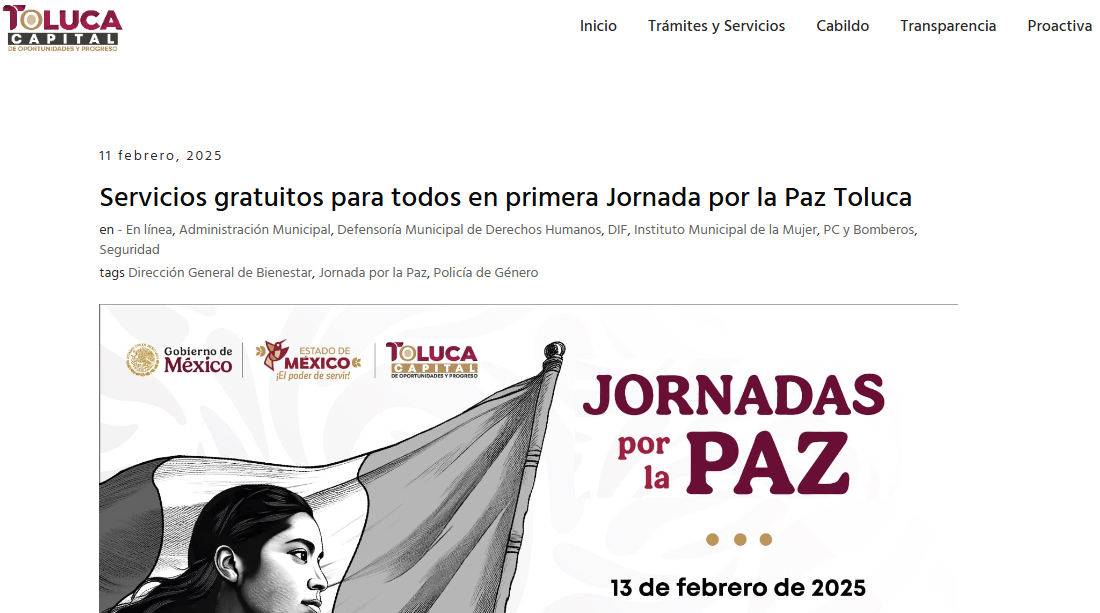 TOLUCA
CAPITAL
DE OPORTUNIDADES Y PROGRESO
Inicio Trámites y Servicios Cabildo Transparencia Proactiva
11 febrero, 2025
Servicios gratuitos para todos en primera Jornada por la Paz Toluca
en - En línea, Administración Municipal, Defensoría Municipal de Derechos Humanos, DIF, Instituto Municipal de la Mujer, PC y Bomberos,
Seguridad
tags Dirección General de Bienestar, Jornada por la Paz, Policía de Género
Gobierno de
México
ESTADO DE
MÉXICO
¡El poder de servir!
TOLUCA
CAPITAL
DE OPORTUNIDADES Y PROGRESO
JORNADAS
por
la
PAZ
13 de febrero de 2025